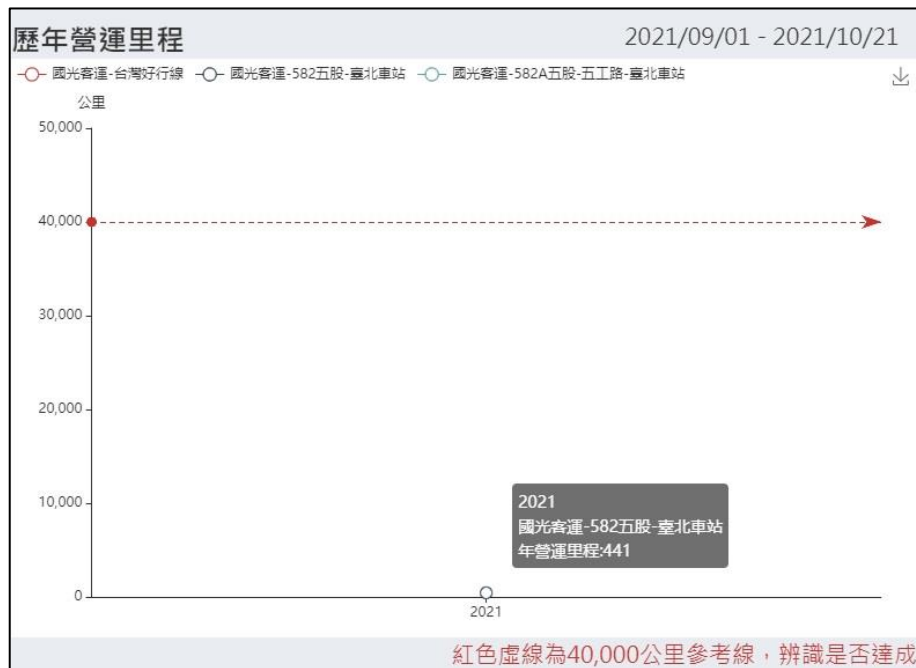 歷年營運里程 2021/09/01 - 2021/10/21
國光客運-台灣好行線 國光客運-582五股-臺北車站 國光客運-582A五股-五工路-臺北車站
公里
50,000
40,000
30,000
20,000
10,000
2021
國光客運-582五股-臺北車站
年營運里程:441
0
2021
紅色虛線為40,000公里參考線，辨識是否達成